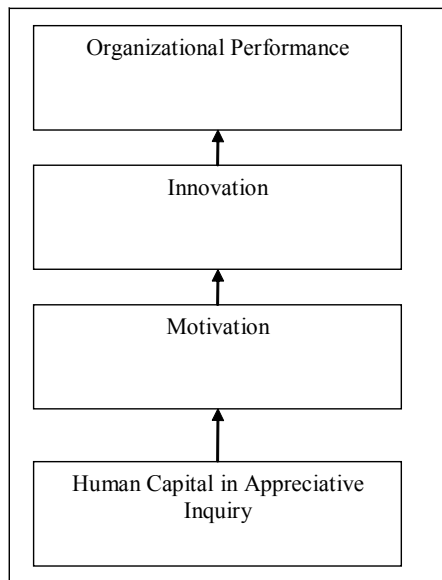 Organizational Performance
Innovation
Motivation
Human Capital in Appreciative
Inquiry